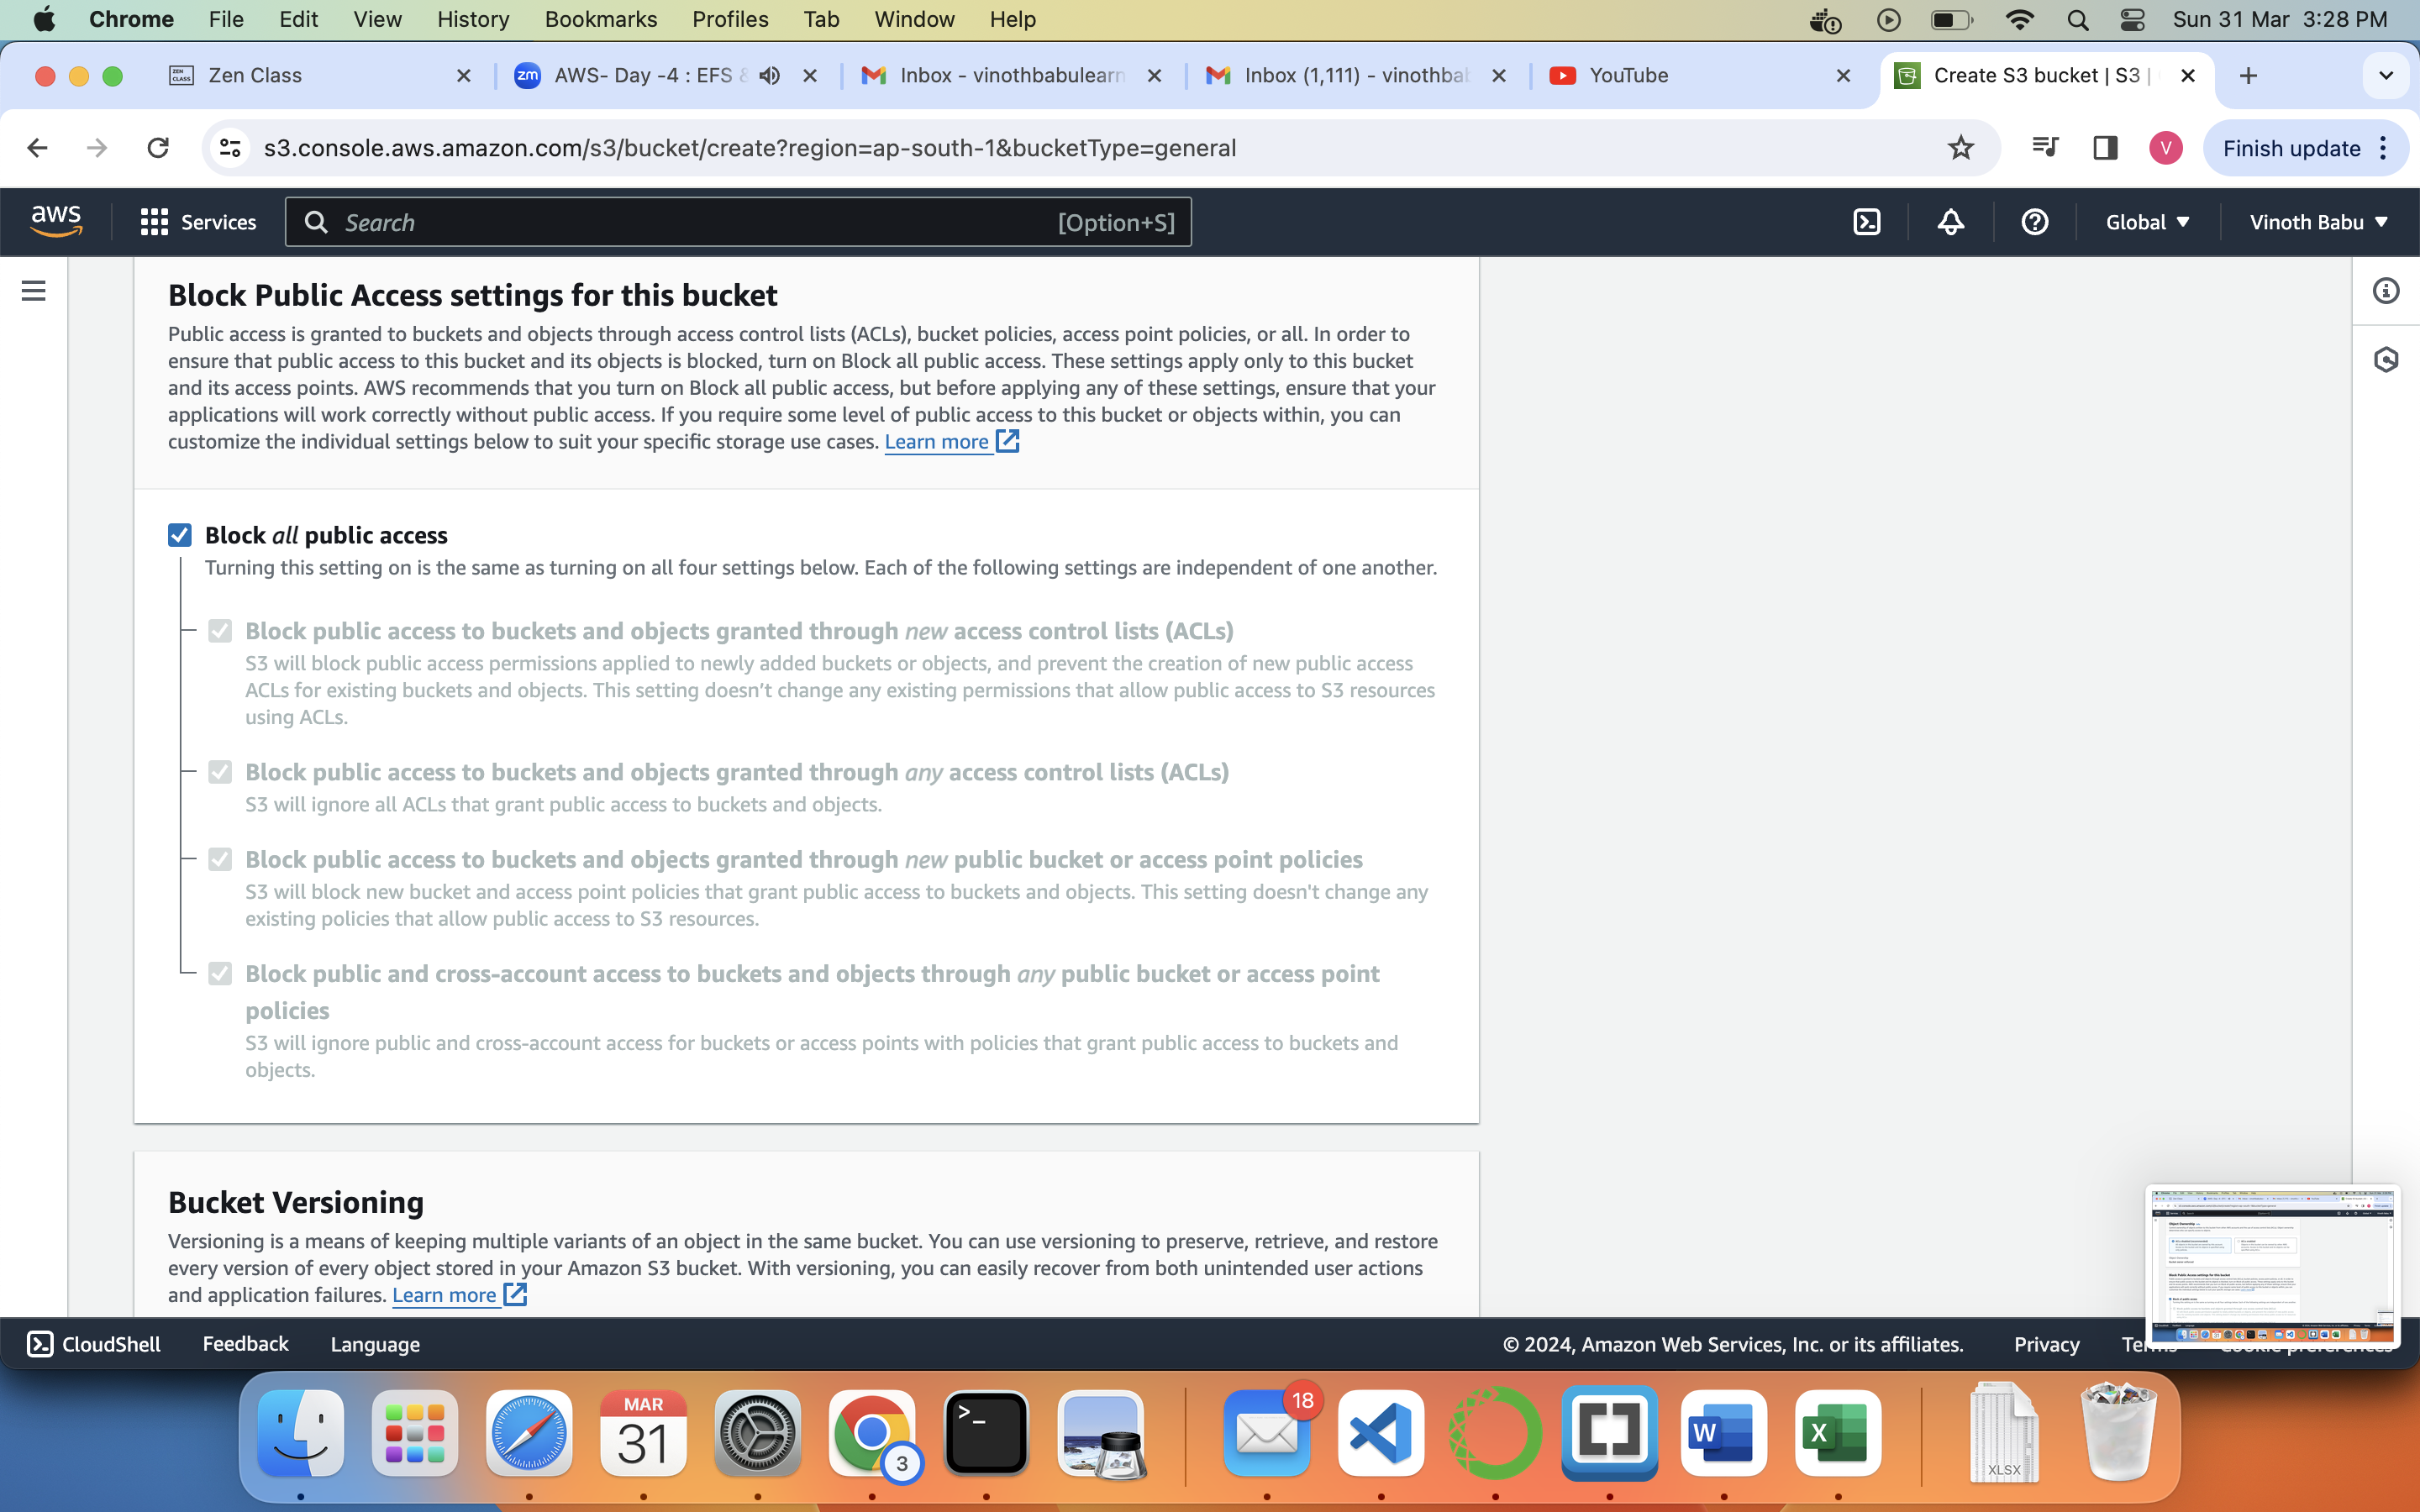 Chrome File Edit View History Bookmarks Profiles Tab Window Help Sun 31 Mar 3:28 PM
ZEN CLASS Zen Class zm AWS- Day -4 : EFS & Inbox - vinothbabulearn Inbox (1,111) - vinothbal YouTube Create S3 bucket | S3 |
s3.console.aws.amazon.com/s3/bucket/create?region=ap-south-1&bucketType=general V Finish update
aws Services Search [Option+S] Global Vinoth Babu
Block Public Access settings for this bucket
Public access is granted to buckets and objects through access control lists (ACLs), bucket policies, access point policies, or all. In order to
ensure that public access to this bucket and its objects is blocked, turn on Block all public access. These settings apply only to this bucket
and its access points. AWS recommends that you turn on Block all public access, but before applying any of these settings, ensure that your
applications will work correctly without public access. If you require some level of public access to this bucket or objects within, you can
customize the individual settings below to suit your specific storage use cases. Learn more
Block all public access
Turning this setting on is the same as turning on all four settings below. Each of the following settings are independent of one another.
Block public access to buckets and objects granted through new access control lists (ACLs)
S3 will block public access permissions applied to newly added buckets or objects, and prevent the creation of new public access
ACLs for existing buckets and objects. This setting doesn’t change any existing permissions that allow public access to S3 resources
using ACLs.
Block public access to buckets and objects granted through any access control lists (ACLs)
S3 will ignore all ACLs that grant public access to buckets and objects.
Block public access to buckets and objects granted through new public bucket or access point policies
S3 will block new bucket and access point policies that grant public access to buckets and objects. This setting doesn't change any
existing policies that allow public access to S3 resources.
Block public and cross-account access to buckets and objects through any public bucket or access point
policies
S3 will ignore public and cross-account access for buckets or access points with policies that grant public access to buckets and
objects.
Bucket Versioning
Versioning is a means of keeping multiple variants of an object in the same bucket. You can use versioning to preserve, retrieve, and restore
every version of every object stored in your Amazon S3 bucket. With versioning, you can easily recover from both unintended user actions
and application failures. Learn more
CloudShell Feedback Language © 2024, Amazon Web Services, Inc. or its affiliates. Privacy Terms Cookie preferences
MAR
31
3
>_
18
W
X
XLSX